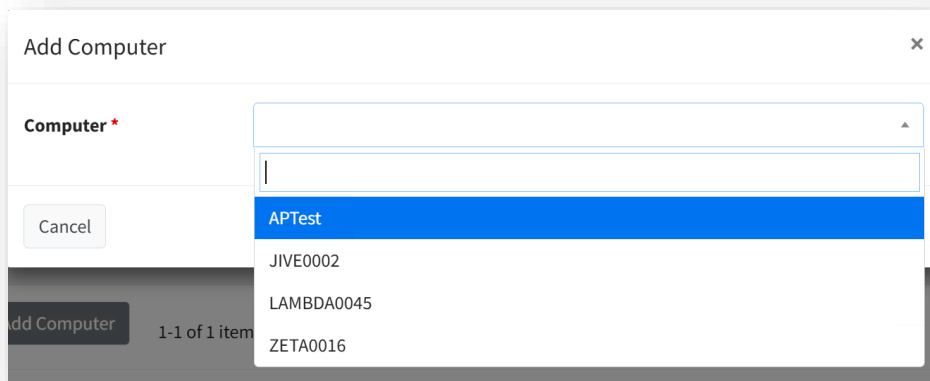 Add Computer ×
Computer *
APTest
Cancel
JIVE0002
LAMBDA0045
Add Computer 1-1 of 1 item
ZETA0016